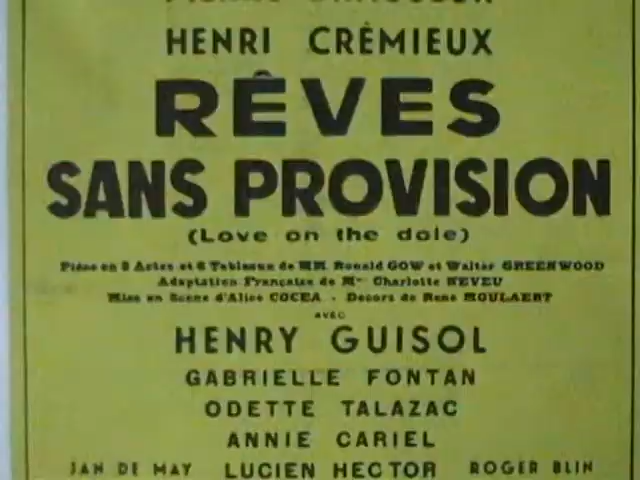 HENRI CRÉMIEUX
RÊVES
SANS PROVISION
(Love on the dole)
Pièce en 3 Actes et 6 Tableaux de MM. Ronald GOW et Walter GREENWOOD
Adaptation Française de Mme Charlotte NEVEU
Mise en Scène d'Alice COCEA - Décors de René MOULAERT
AVEC
HENRY GUISOL
GABRIELLE FONTAN
ODETTE TALAZAC
ANNIE CARIEL
JAN DE MAY LUCIEN HECTOR ROGER BLIN